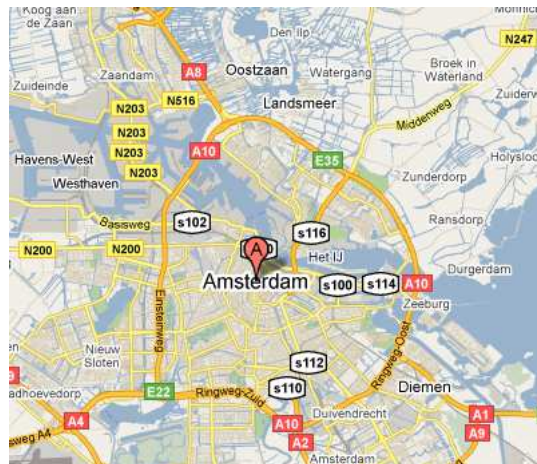 Koog aan
de Zaan
Den Ilp
N247
A8
Oostzaan
Watergang
Broek in
Waterland
Zaandam
Zuideinde
N203
N516
Landsmeer
N203
Middenweg
N203
A10
E35
Havens-West
N203
Westhaven
Zunderdorp
Ransdorp
Basisweg
s102
s116
N200
N200
A
Het IJ
Amsterdam
s100
s114
A10
Durgerdam
Zeeburg
Einsteinweg
Nieuw
Sloten
s112
Ringweg-Oost
E22
Ringweg-Zuid
s110
Diemen
A4
A10
Duivendrecht
A1
A4
A2
A9
Amsterdam